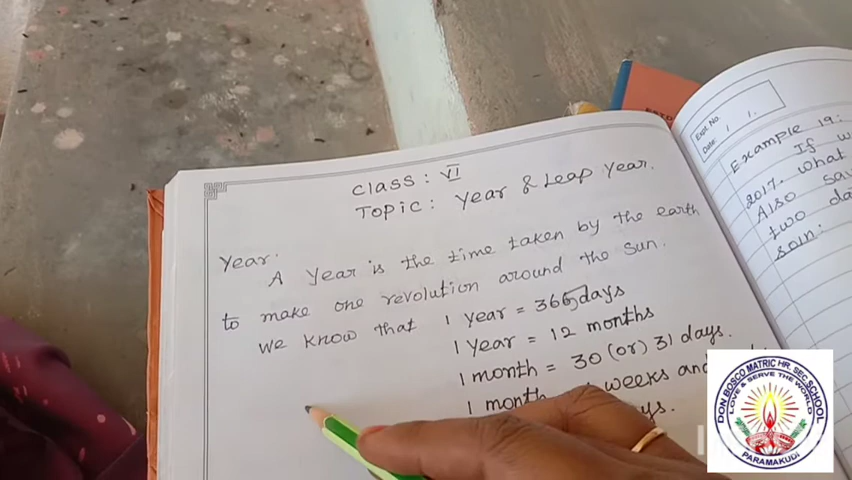 Class: VI
Topic: Year & Leap Year.
Year:
A Year is the time taken by the earth
to make one revolution around the Sun.
We know that 1 year = 365 days
1 year = 12 months
1 month = 30 (or) 31 days.
1 month weeks and
days.
Expt No.
Date: / /
Example 19:
If
2017. what
Also
two
soln:
DON BOSCO MATRIC HR. SEC SCHOOL
LOVE & SERVE THE WORLD
PARAMAKUDI